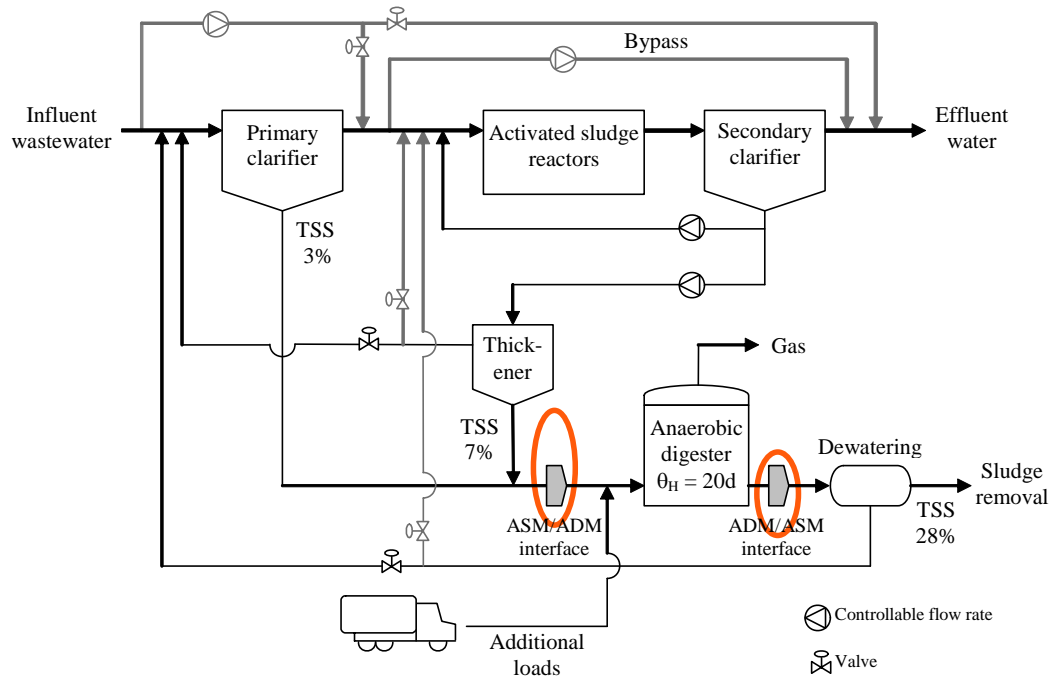 Bypass
Influent
wastewater
Primary
clarifier
Activated sludge
reactors
Secondary
clarifier
Effluent
water
TSS
3%
Thick-
ener
Gas
TSS
7%
Anaerobic
digester
θH = 20d
Dewatering
Sludge
removal
TSS
28%
ASM/ADM
interface
ADM/ASM
interface
Additional
loads
Controllable flow rate
Valve